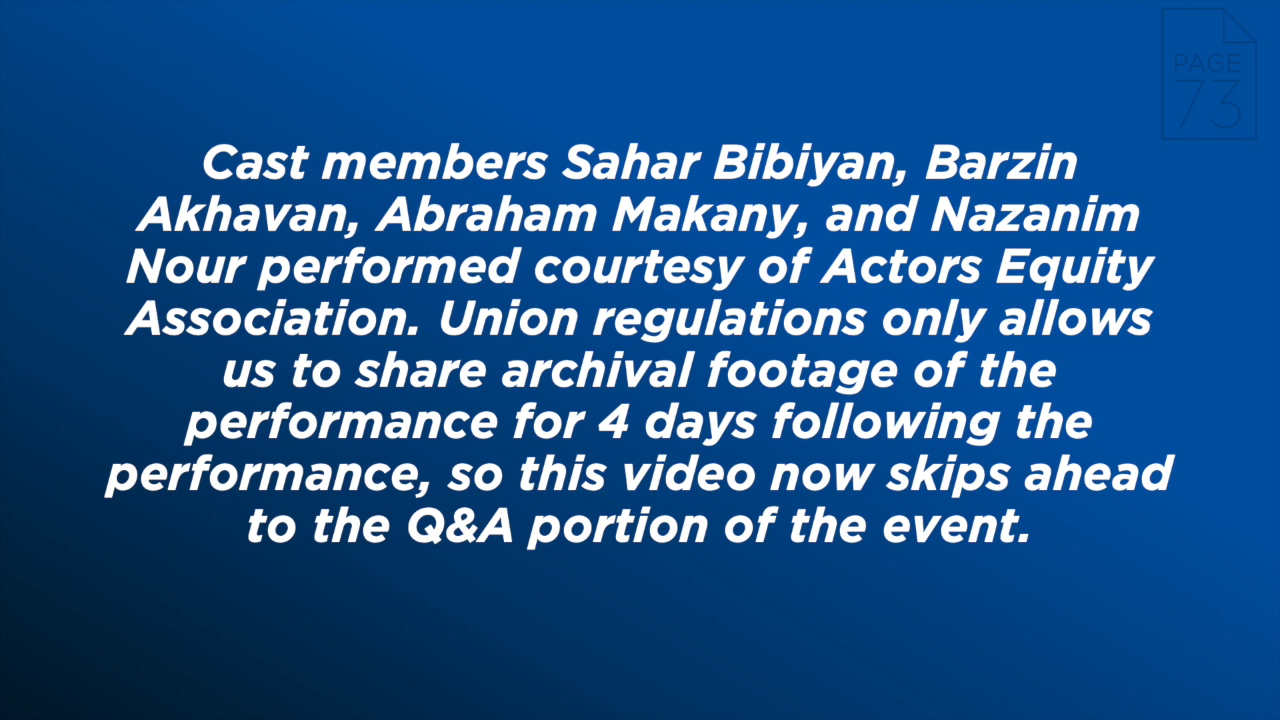 PAGE
73
Cast members Sahar Bibiyan, Barzin
Akhavan, Abraham Makany, and Nazanim
Nour performed courtesy of Actors Equity
Association. Union regulations only allows
us to share archival footage of the
performance for 4 days following the
performance, so this video now skips ahead
to the Q&A portion of the event.